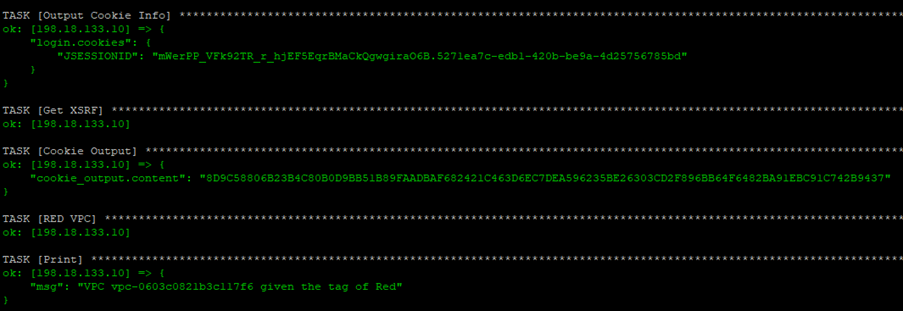 TASK [Output Cookie Info] **********************************************************************************************************
ok: [198.18.133.10] => {
    "login.cookies": {
        "JSESSIONID": "mWerPP_VFk92TR_z_hjEF5EqrBMaCkQgwgiraO6B.5271ea7c-edb1-420b-be9a-4d25756785bd"
    }
}
TASK [Get XSRF] ********************************************************************************************************************
ok: [198.18.133.10]
TASK [Cookie Output] ***************************************************************************************************************
ok: [198.18.133.10] => {
    "cookie_output.content": "8D9C58806B23B4C80B0D9BB51B89FAADBAF682421C463D6EC7DEA596235BE26303CD2F896BB64F6482BA91EBC91C742B9437"
}
TASK [RED VPC] *********************************************************************************************************************
ok: [198.18.133.10]
TASK [Print] ***********************************************************************************************************************
ok: [198.18.133.10] => {
    "msg": "VPC vpc-0603c0821b3c117f6 given the tag of Red"
}